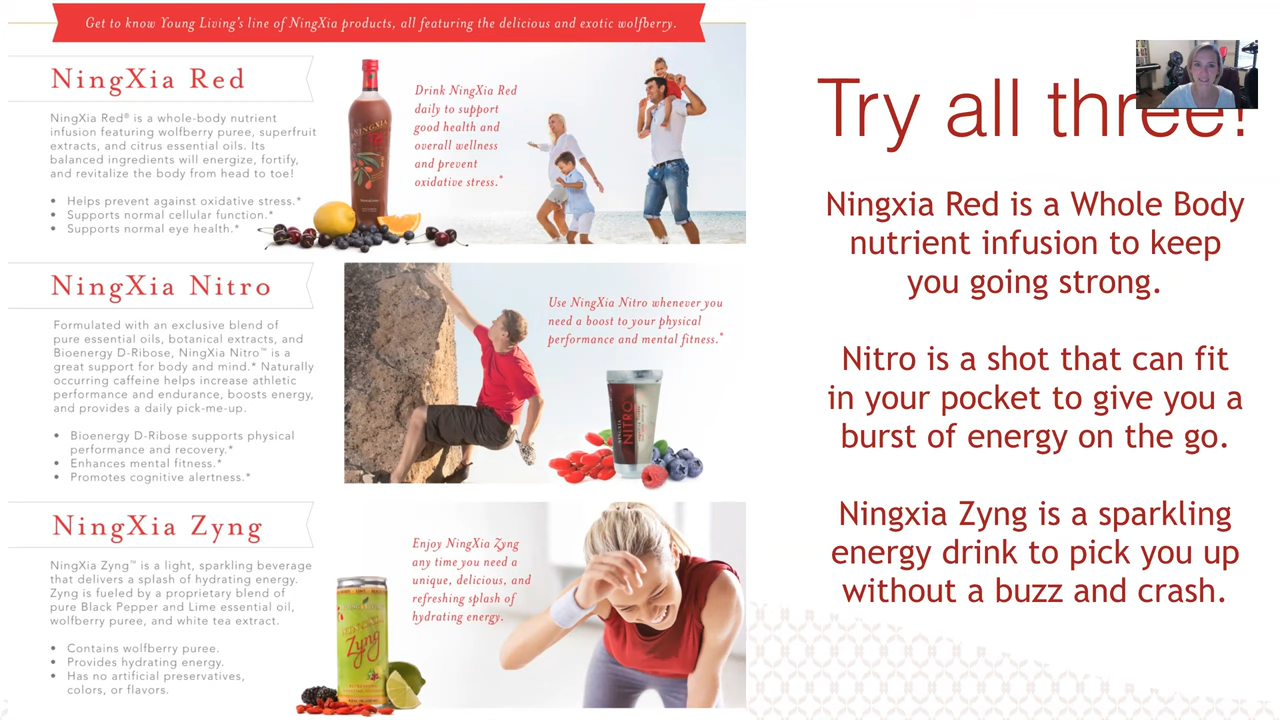 Get to know Young Living's line of NingXia products, all featuring the delicious and exotic wolfberry.
NingXia Red
NingXia Red® is a whole-body nutrient
infusion featuring wolfberry puree, superfruit
extracts, and citrus essential oils. Its
balanced ingredients will energize, fortify,
and revitalize the body from head to toe!
• Helps prevent against oxidative stress.*
• Supports normal cellular function.*
• Supports normal eye health.*
NINGXIA
Drink NingXia Red
daily to support
good health and
overall wellness
and prevent
oxidative stress.*
NingXia Nitro
Formulated with an exclusive blend of
pure essential oils, botanical extracts, and
Bioenergy D-Ribose, NingXia Nitro™ is a
great support for body and mind.* Naturally
occurring caffeine helps increase athletic
performance and endurance, boosts energy,
and provides a daily pick-me-up.
• Bioenergy D-Ribose supports physical
performance and recovery.*
• Enhances mental fitness.*
• Promotes cognitive alertness.*
Use NingXia Nitro whenever you
need a boost to your physical
performance and mental fitness.*
NINGXIA
NITRO
NingXia Zyng
NingXia Zyng™ is a light, sparkling beverage
that delivers a splash of hydrating energy.
Zyng is fueled by a proprietary blend of
pure Black Pepper and Lime essential oil,
wolfberry puree, and white tea extract.
• Contains wolfberry puree.
• Provides hydrating energy.
• Has no artificial preservatives,
colors, or flavors.
Zyng
Enjoy NingXia Zyng
any time you need a
unique, delicious, and
refreshing splash of
hydrating energy.
Try all three!
Ningxia Red is a Whole Body
nutrient infusion to keep
you going strong.
Nitro is a shot that can fit
in your pocket to give you a
burst of energy on the go.
Ningxia Zyng is a sparkling
energy drink to pick you up
without a buzz and crash.